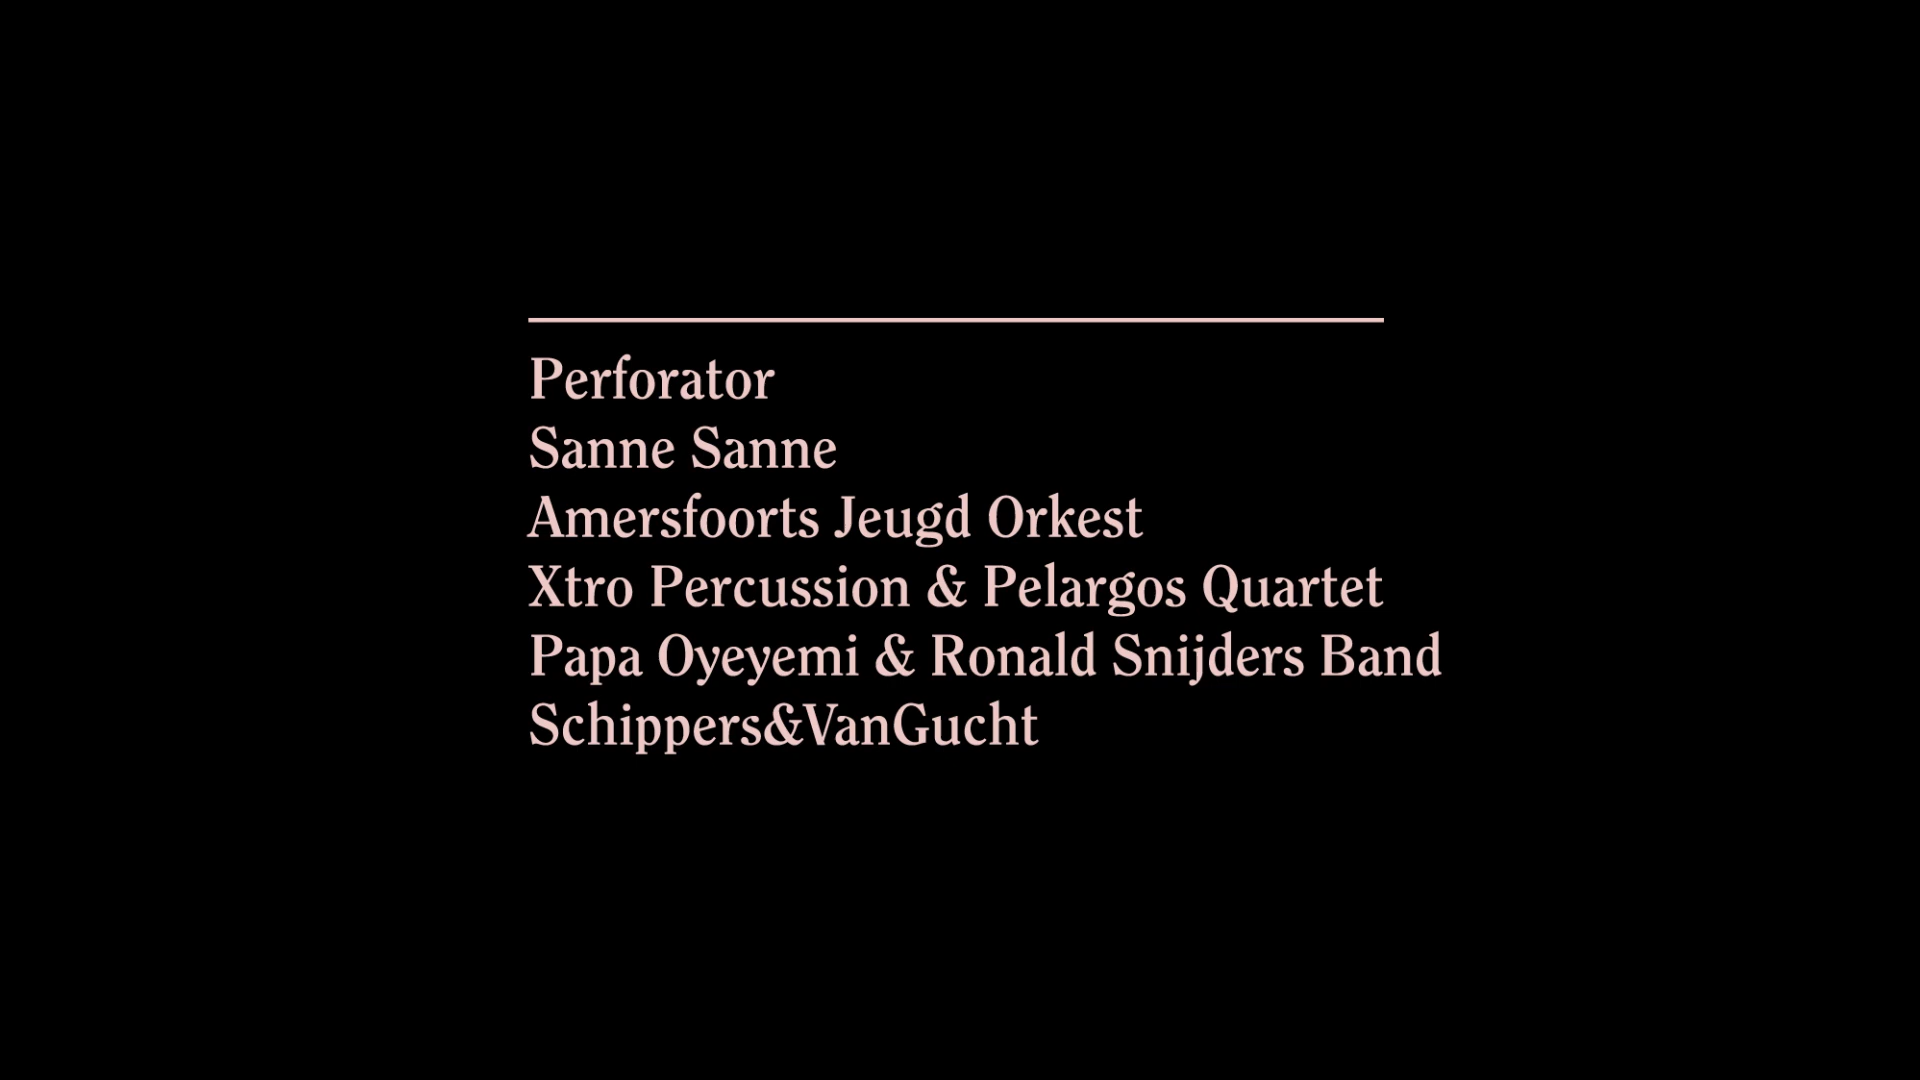 Perforator
Sanne Sanne
Amersfoorts Jeugd Orkest
Xtro Percussion & Pelargos Quartet
Papa Oyeyemi & Ronald Snijders Band
Schippers&VanGucht